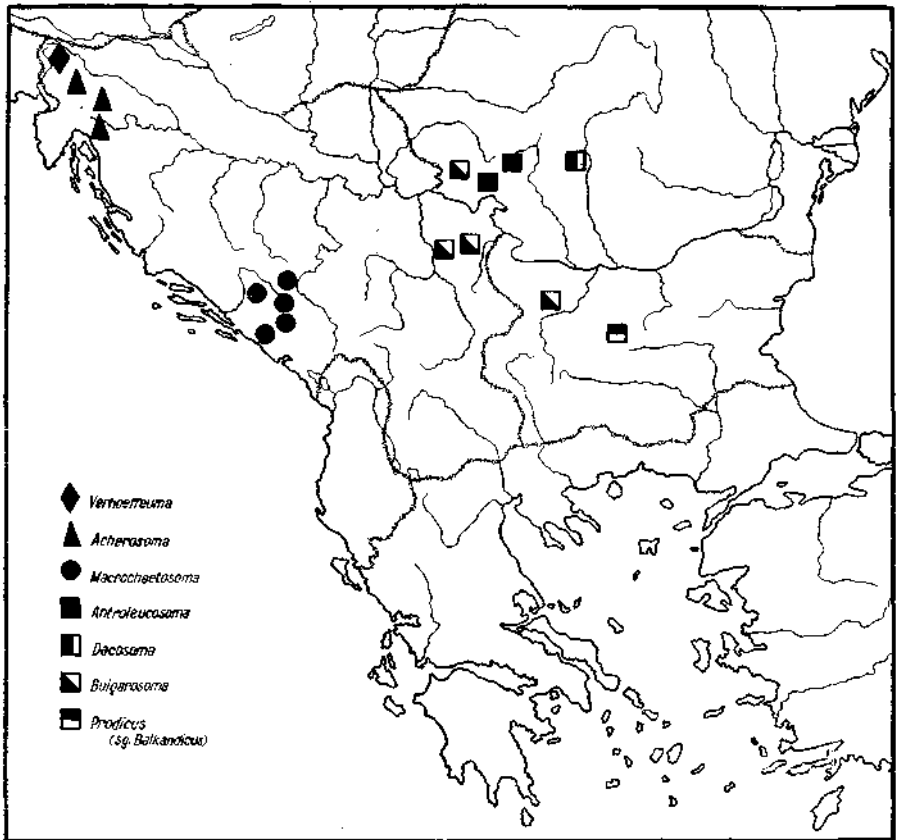 Verhoeffeuma
Acherosoma
Macrochaetosoma
Antroleucosoma
Dacosoma
Bulgarosoma
Prodicus
(sg. Balkandicus)